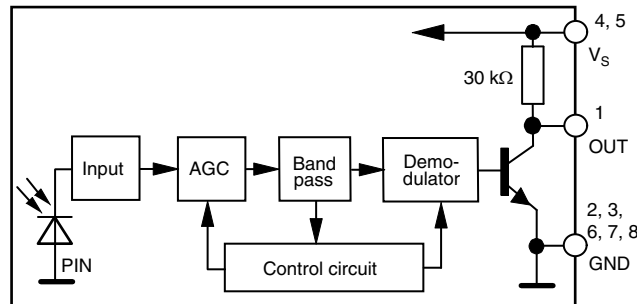 4, 5
V_S
30 kΩ
1
OUT
Input
AGC
Band
pass
Demo-
dulator
2, 3,
6, 7, 8
GND
PIN
Control circuit